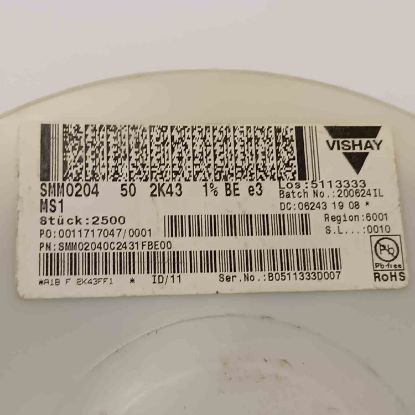 VISHAY
SMM0204 50 2K43 1% BE e3 Los:5113333
MS1 Batch No.:200624IL
Stück:2500 DC:06243 19 08 *
PO:0011717047/0001 Region:6001
PN:SMM02040C2431FBE00 S.L...:0010
Pb
Pb-free
*A1B F 2K43FF1 * ID/11 Ser.No.:B0511333D007 RoHS